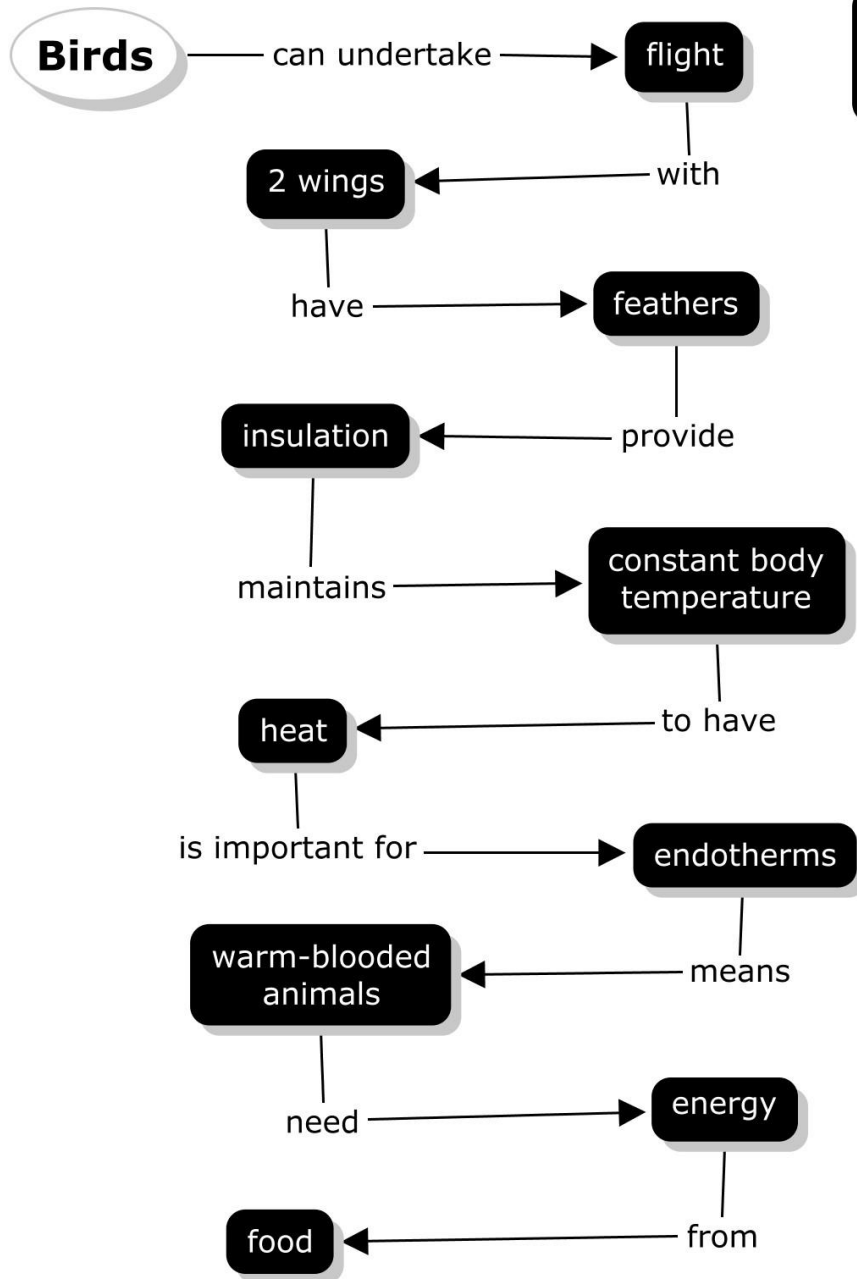 Birds can undertake flight
with
2 wings
have
feathers
provide
insulation
maintains
constant body
temperature
to have
heat
is important for
endotherms
means
warm-blooded
animals
need
energy
from
food